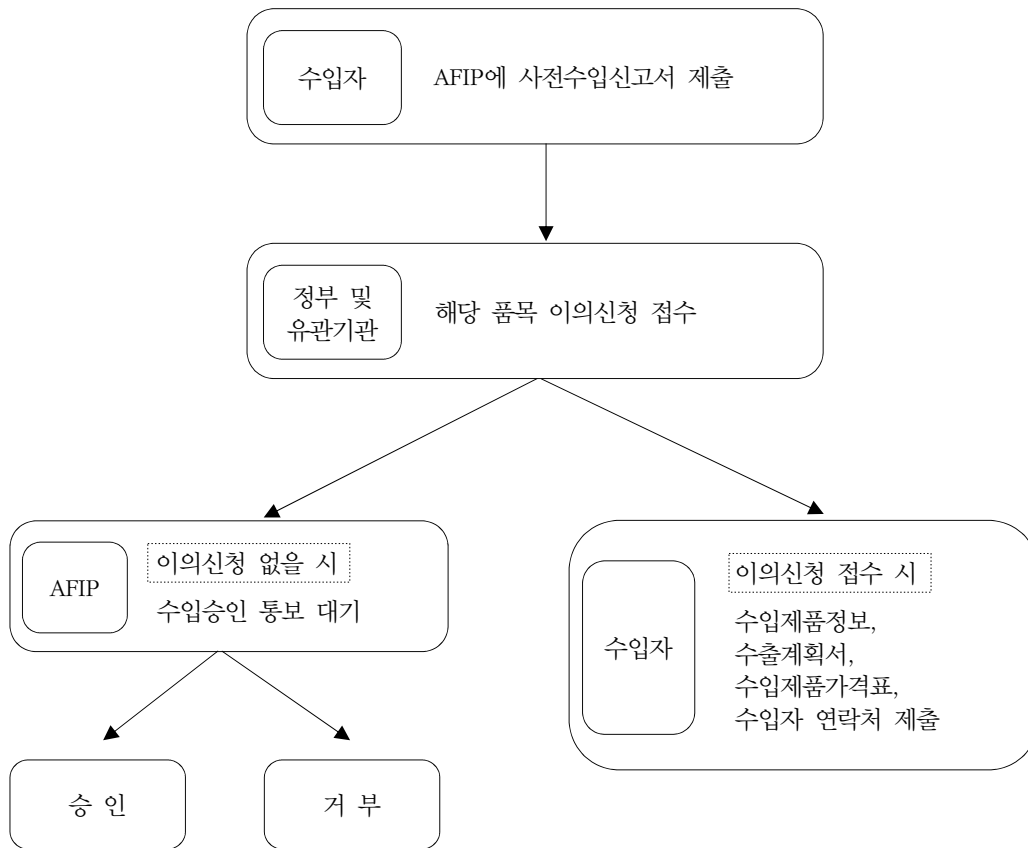 수입자
AFIP에 사전수입신고서 제출
정부 및
유관기관
해당 품목 이의신청 접수
AFIP
이의신청 없을 시
수입승인 통보 대기
수입자
이의신청 접수 시
수입제품정보,
수출계획서,
수입제품가격표,
수입자 연락처 제출
승 인
거 부